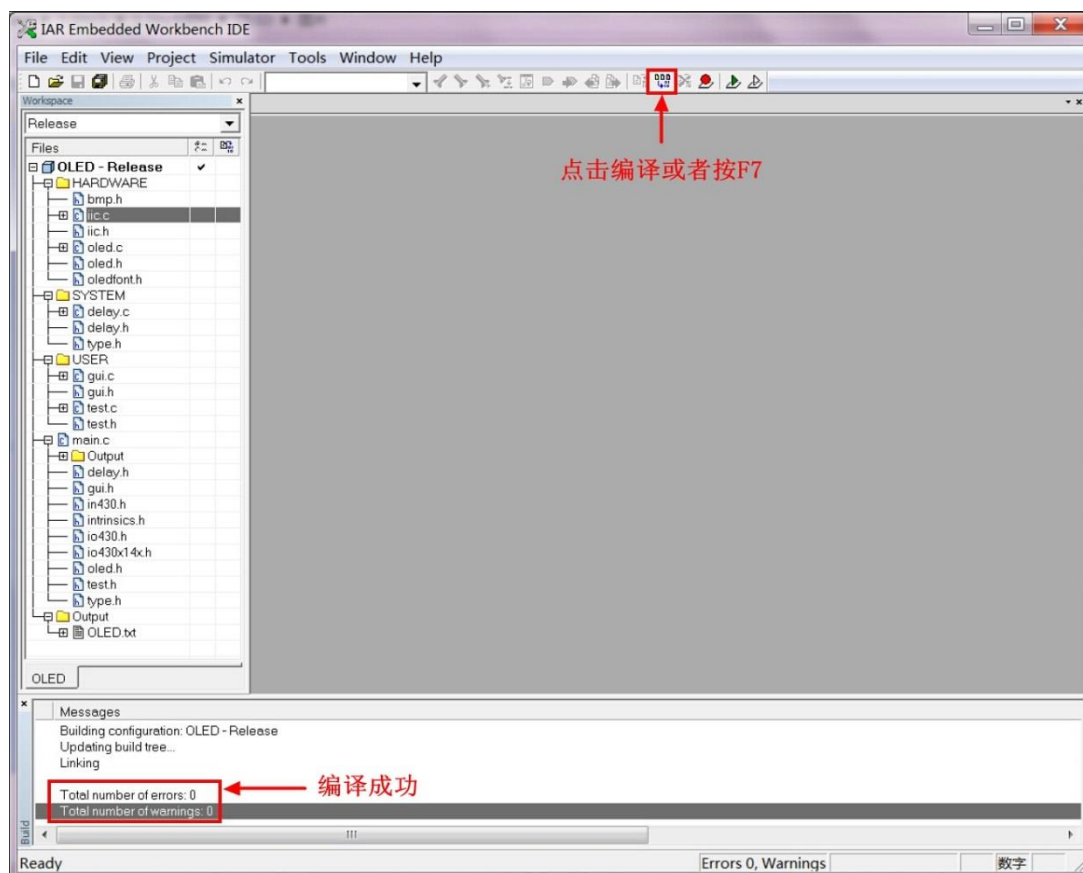 IAR Embedded Workbench IDE
File Edit View Project Simulator Tools Window Help
Workspace
Release
Files
OLED - Release
HARDWARE
bmp.h
iic.c
iic.h
oled.c
oled.h
oledfont.h
SYSTEM
delay.c
delay.h
type.h
USER
gui.c
gui.h
test.c
test.h
main.c
Output
delay.h
gui.h
in430.h
intrinsics.h
io430.h
io430x14x.h
oled.h
test.h
type.h
Output
OLED.txt
OLED
点击编译或者按F7
Messages
Building configuration: OLED - Release
Updating build tree...
Linking
Total number of errors: 0
Total number of warnings: 0
编译成功
Build
Ready
Errors 0, Warnings
数字